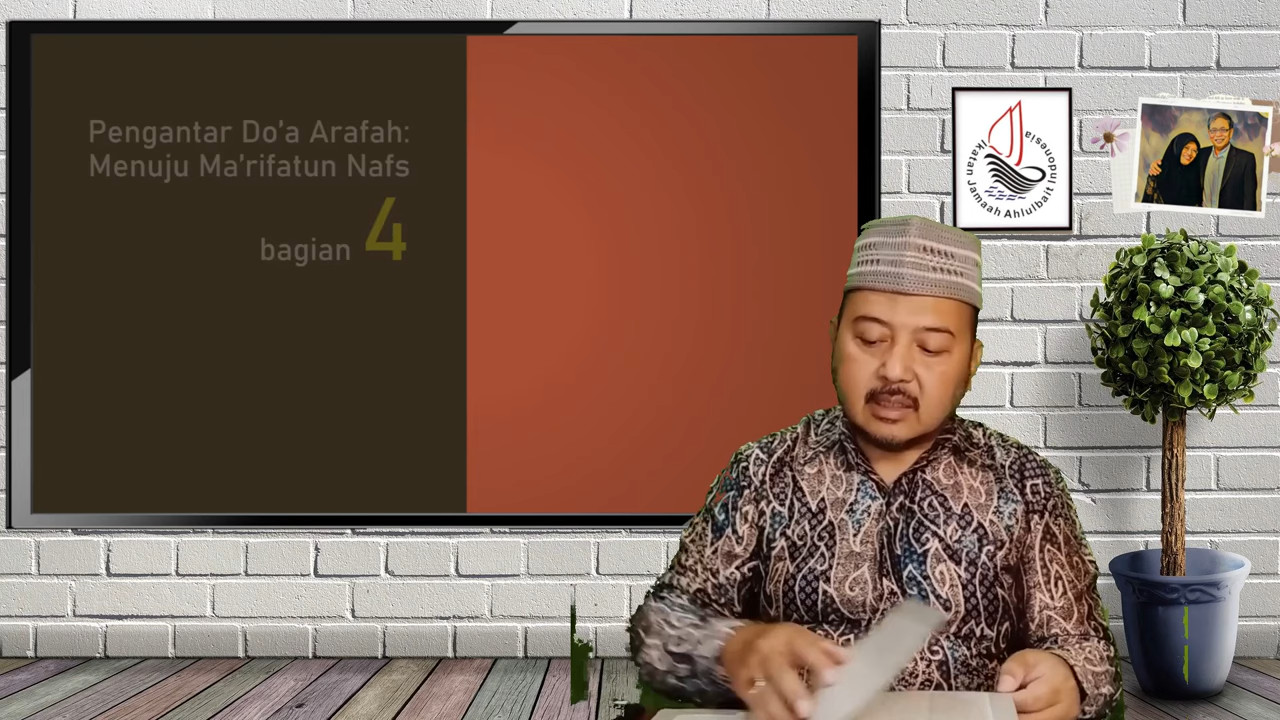 Pengantar Do'a Arafah:
Menuju Ma'rifatun Nafs
bagian 4
Ikatan Jamaah Ahlulbait Indonesia